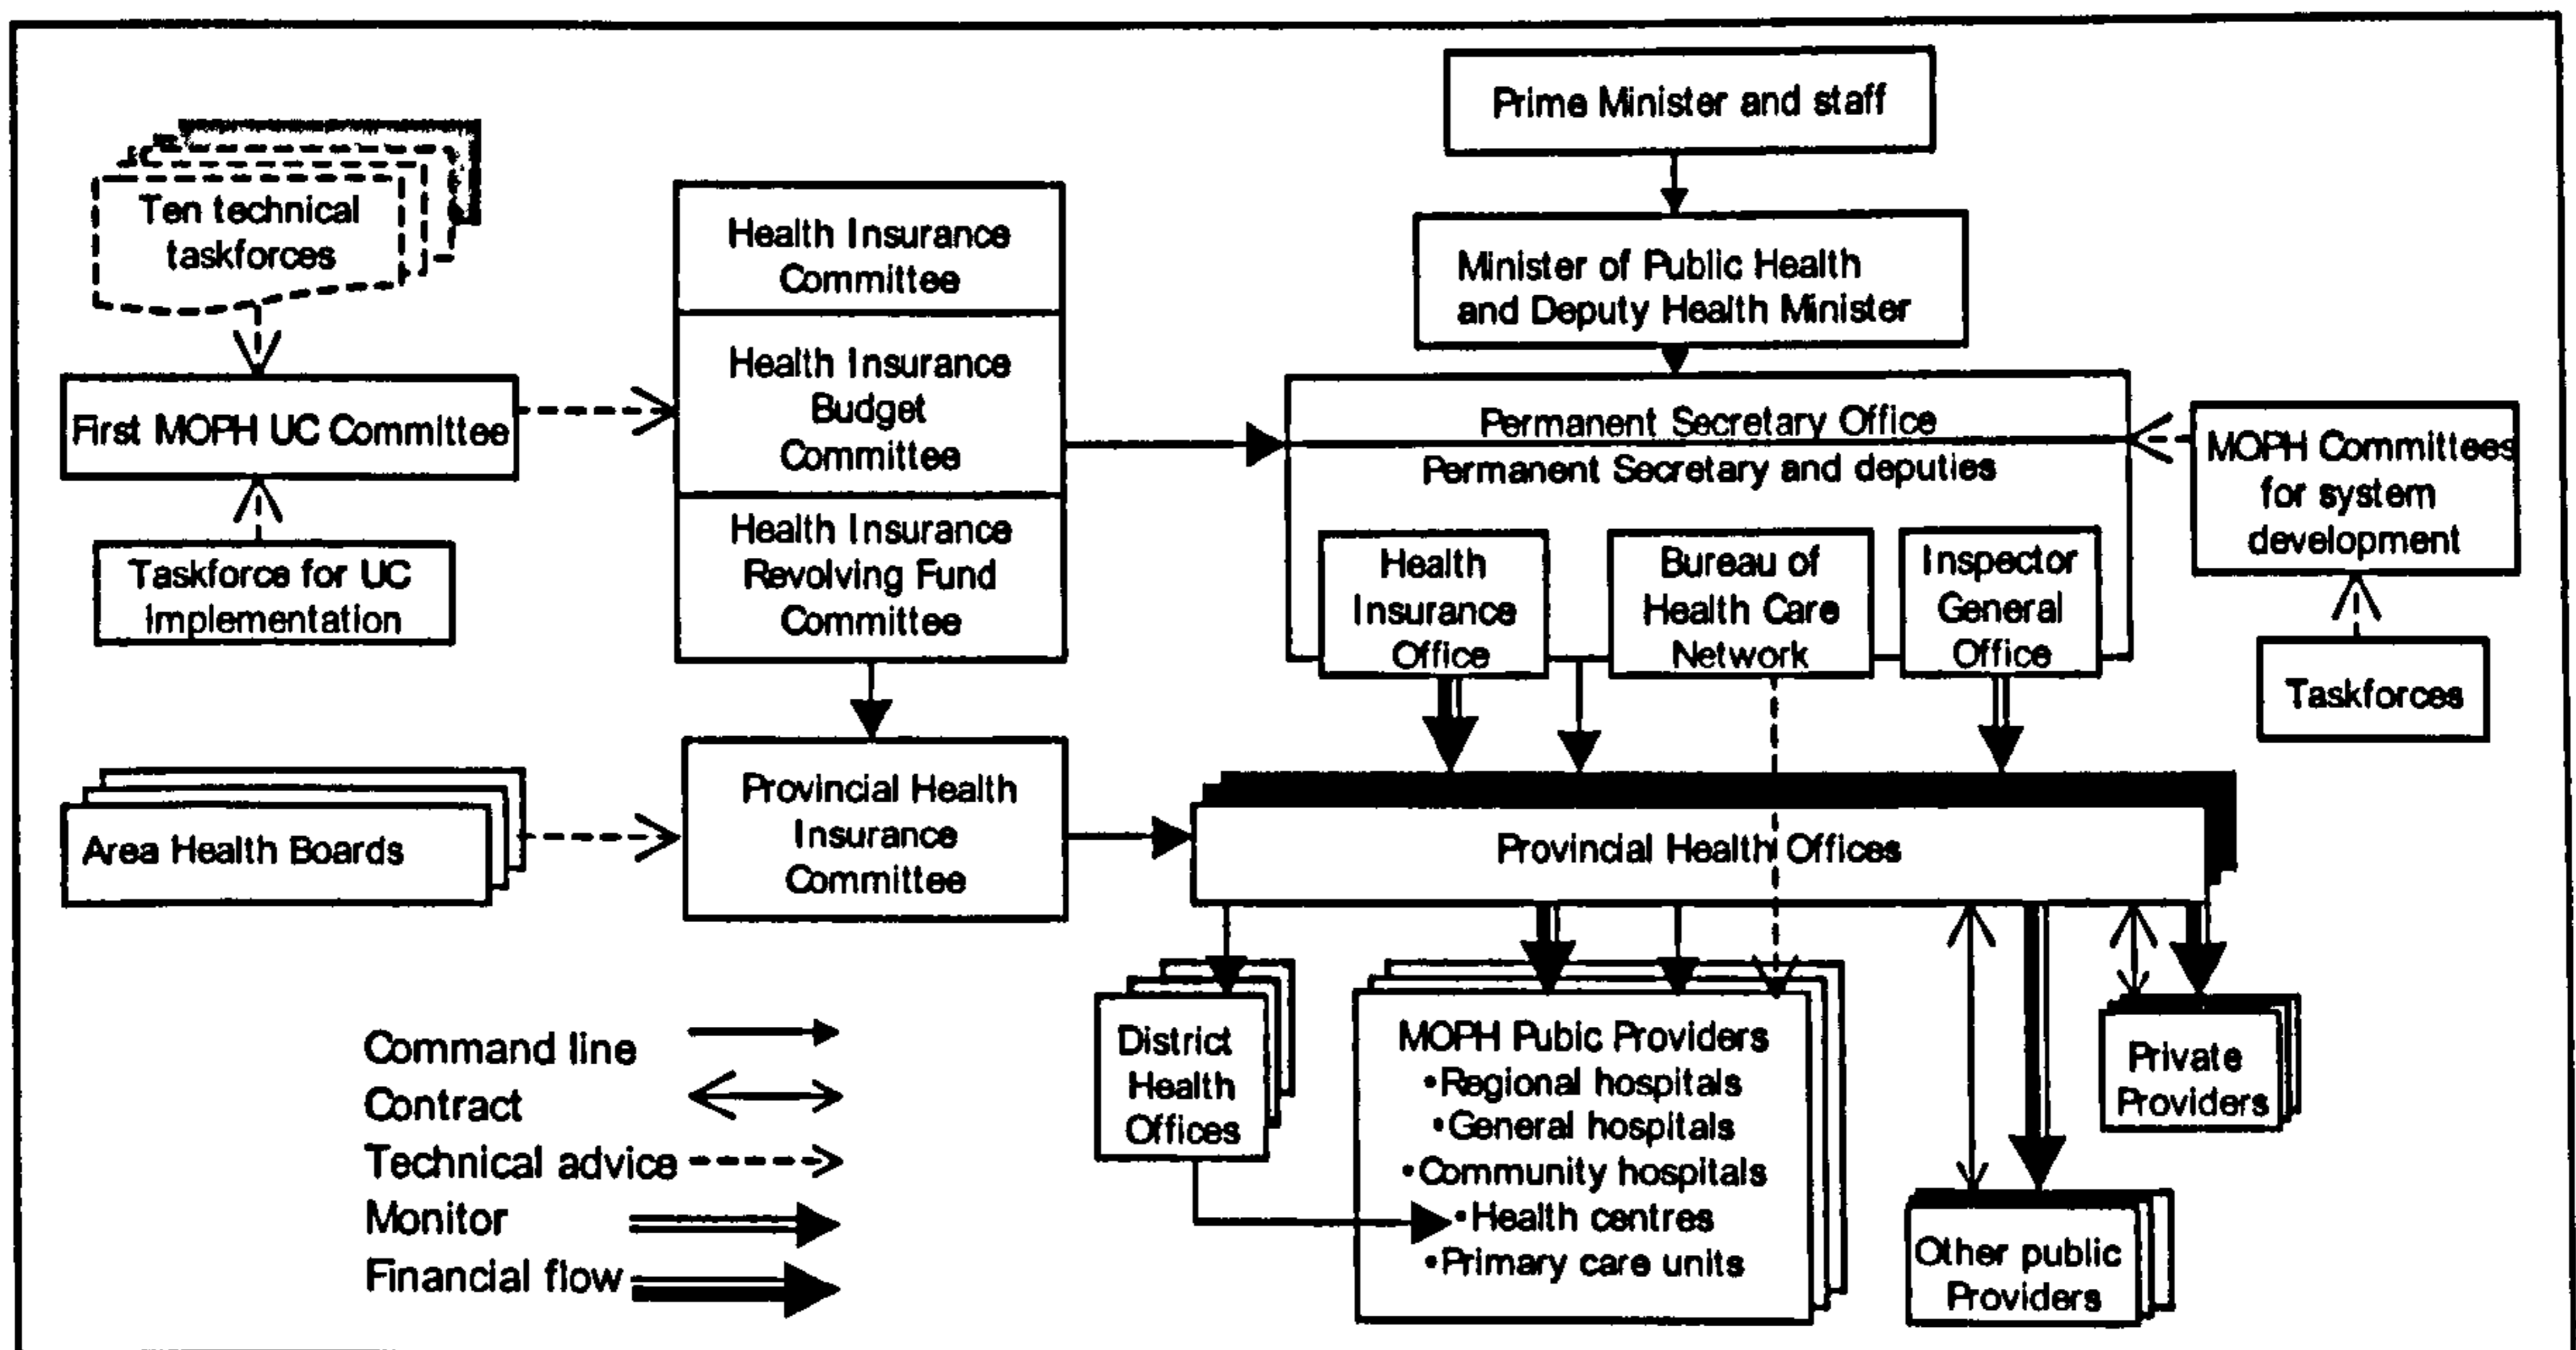 Prime Minister and staff
Ten technical
taskforces
Health Insurance
Committee
Minister of Public Health
and Deputy Health Minister
Health Insurance
Budget
Committee
First MOPH UC Committee
Permanent Secretary Office
Permanent Secretary and deputies
MOPH Committees
for system
development
Health Insurance
Revolving Fund
Committee
Taskforce for UC
Implementation
Health
Insurance
Office
Bureau of
Health Care
Network
Inspector
General
Office
Taskforces
Area Health Boards
Provincial Health
Insurance
Committee
Provincial Health Offices
District
Health
Offices
MOPH Pubic Providers
•Regional hospitals
•General hospitals
•Community hospitals
•Health centres
•Primary care units
Private
Providers
Other public
Providers
Command line
Contract
Technical advice
Monitor
Financial flow